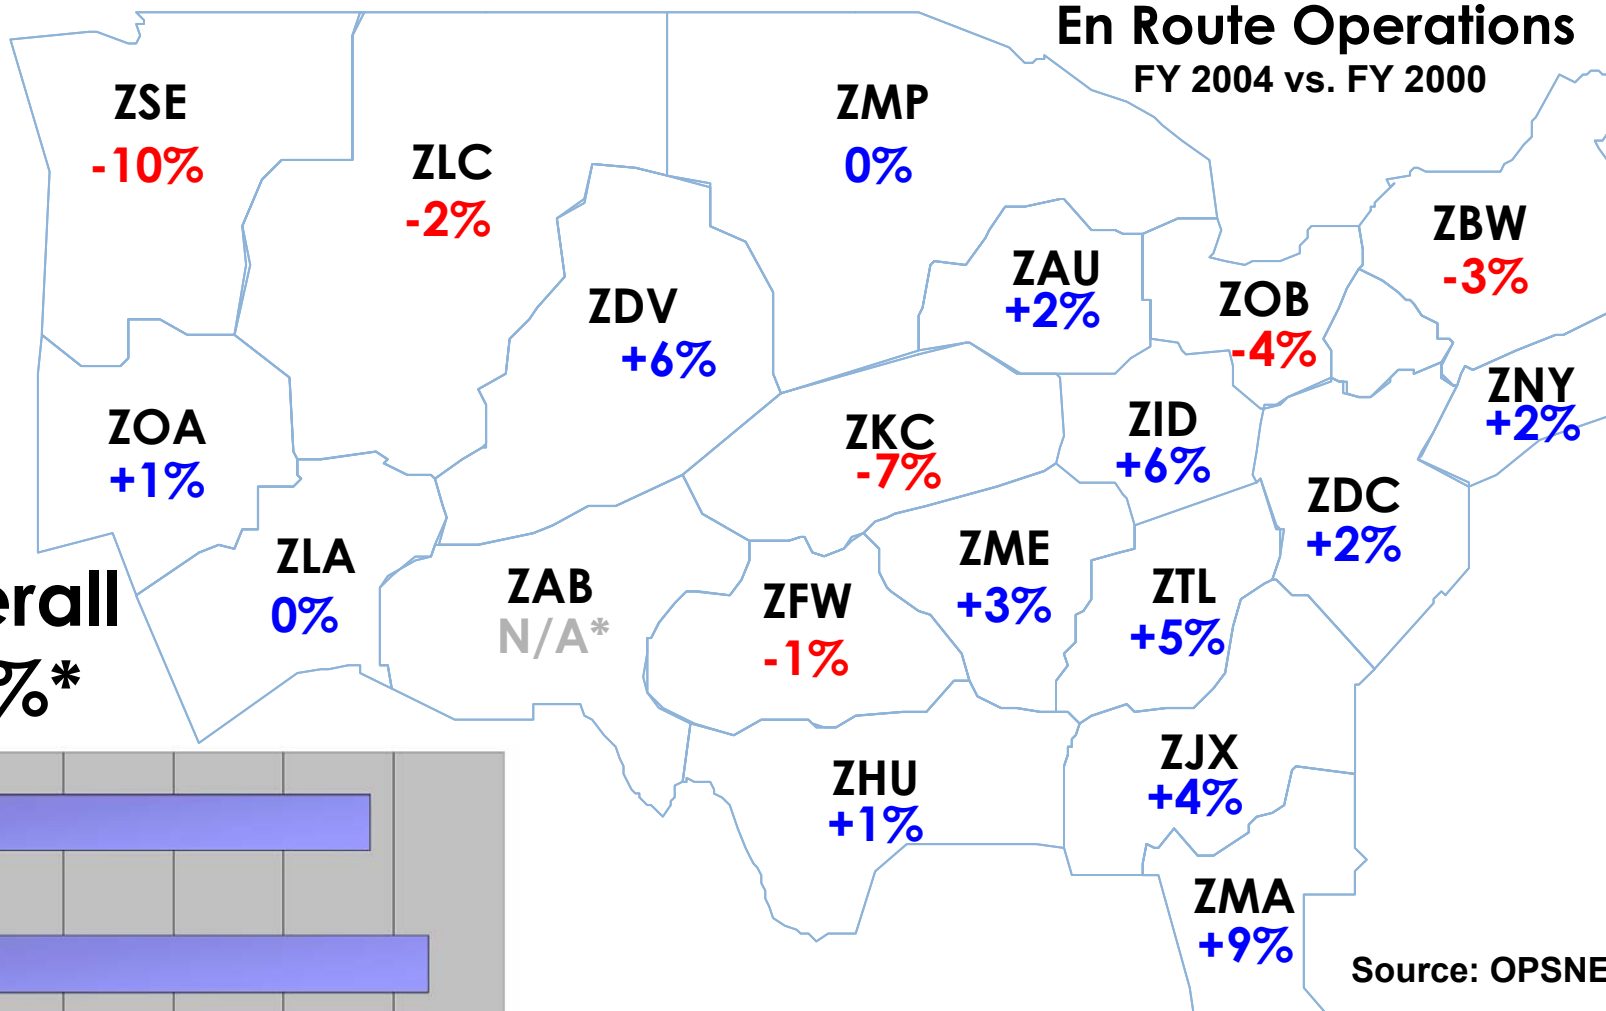 En Route Operations
FY 2004 vs. FY 2000
ZSE
-10%
ZLC
-2%
ZMP
0%
ZBW
-3%
ZAU
+2%
ZOB
-4%
ZDV
+6%
ZNY
+2%
ZOA
+1%
ZKC
-7%
ZID
+6%
ZDC
+2%
ZLA
0%
ZAB
N/A*
ZFW
-1%
ZME
+3%
ZTL
+5%
erall
%*
ZHU
+1%
ZJX
+4%
ZMA
+9%
Source: OPSNE